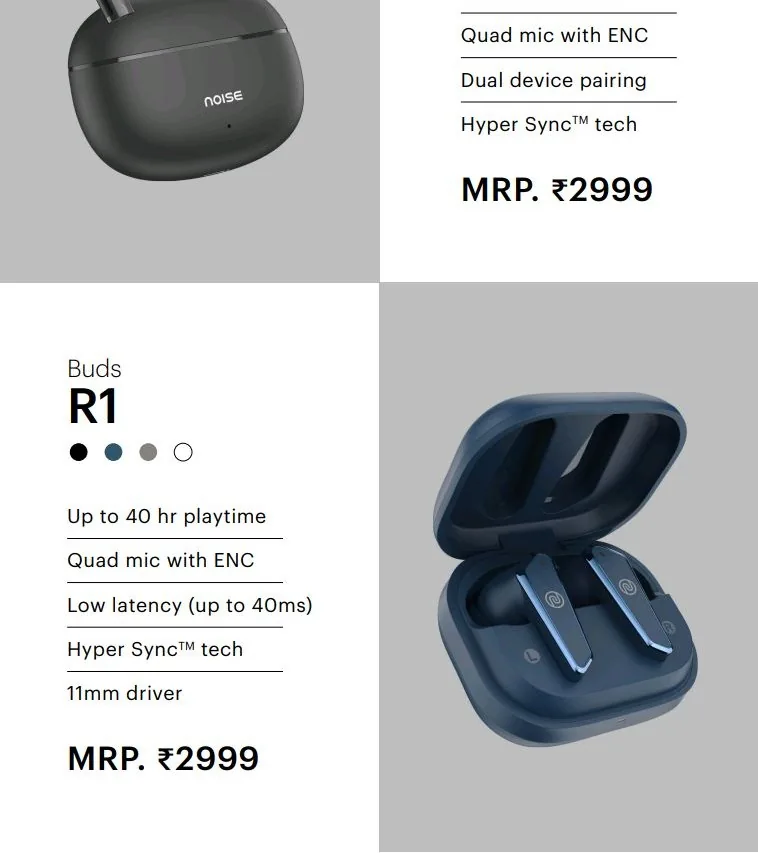 NOISE
Quad mic with ENC
Dual device pairing
Hyper Sync™ tech
MRP. ₹2999
Buds
R1
Up to 40 hr playtime
Quad mic with ENC
Low latency (up to 40ms)
Hyper Sync™ tech
11mm driver
MRP. ₹2999
L
R